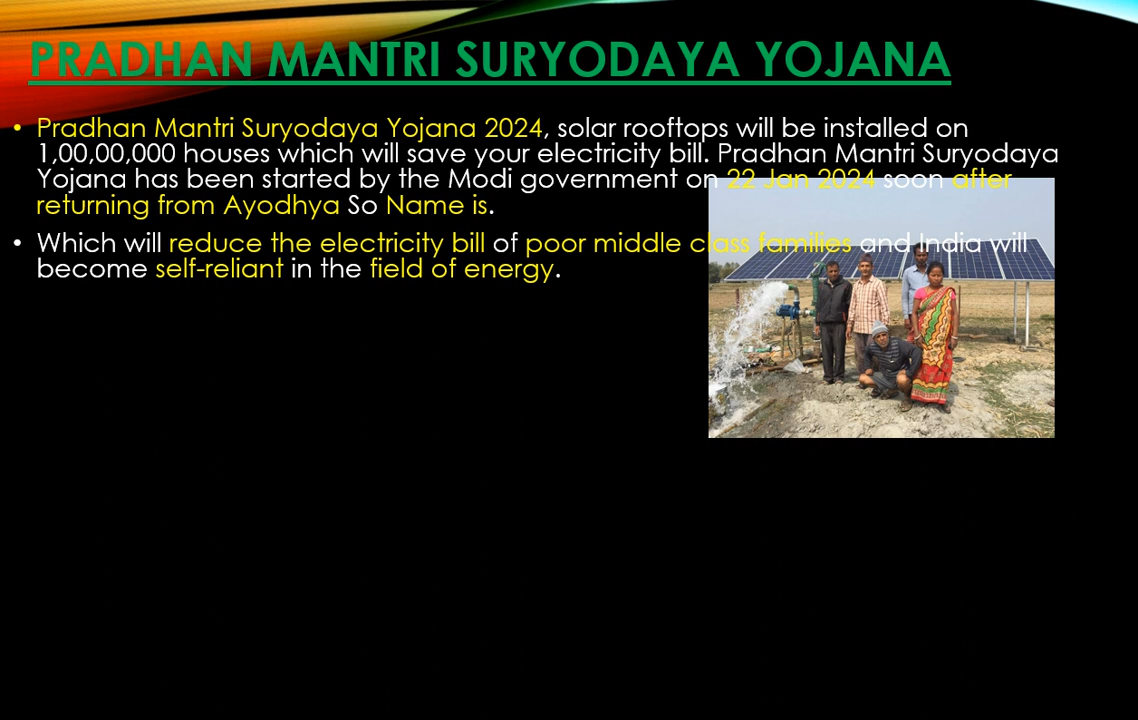 PRADHAN MANTRI SURYODAYA YOJANA
• Pradhan Mantri Suryodaya Yojana 2024, solar rooftops will be installed on
1,00,00,000 houses which will save your electricity bill. Pradhan Mantri Suryodaya
Yojana has been started by the Modi government on 22 Jan 2024 soon after
returning from Ayodhya So Name is.
• Which will reduce the electricity bill of poor middle class families and India will
become self-reliant in the field of energy.